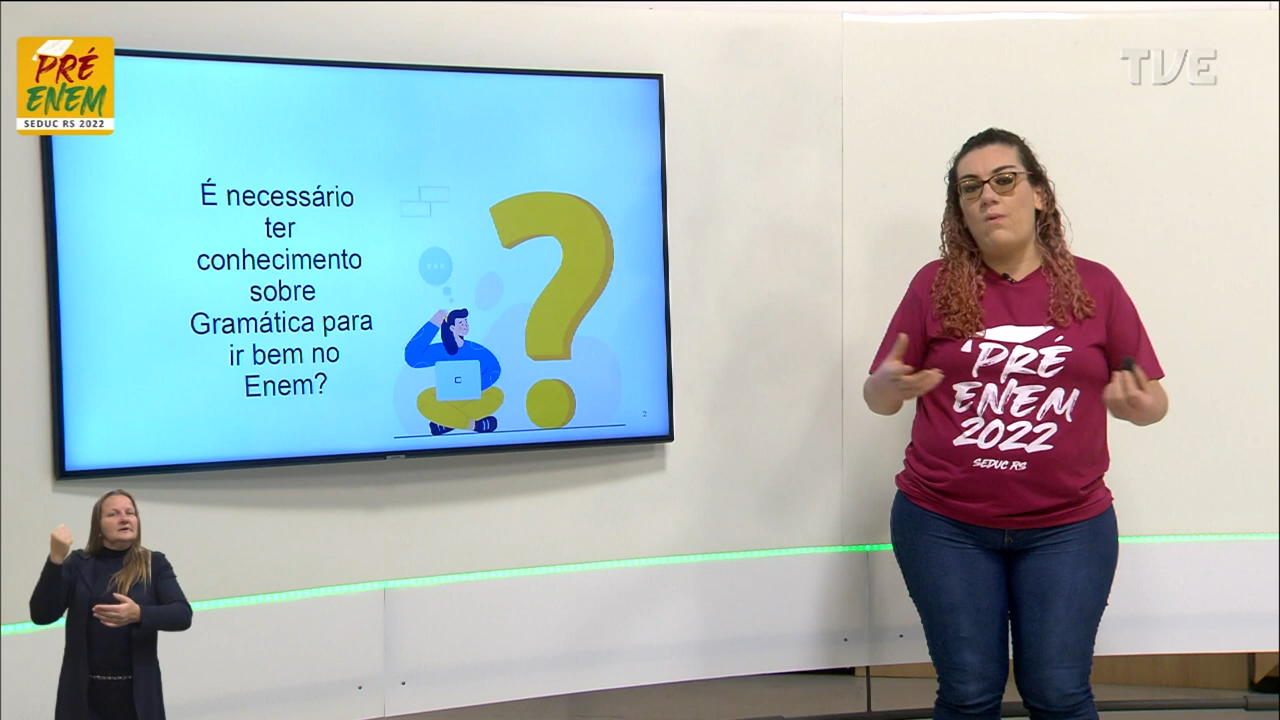 PRÉ
ENEM
SEDUC RS 2022
TVE
É necessário
ter
conhecimento
sobre
Gramática para
ir bem no
Enem?
2
PRÉ
ENEM
2022
SEDUC RS